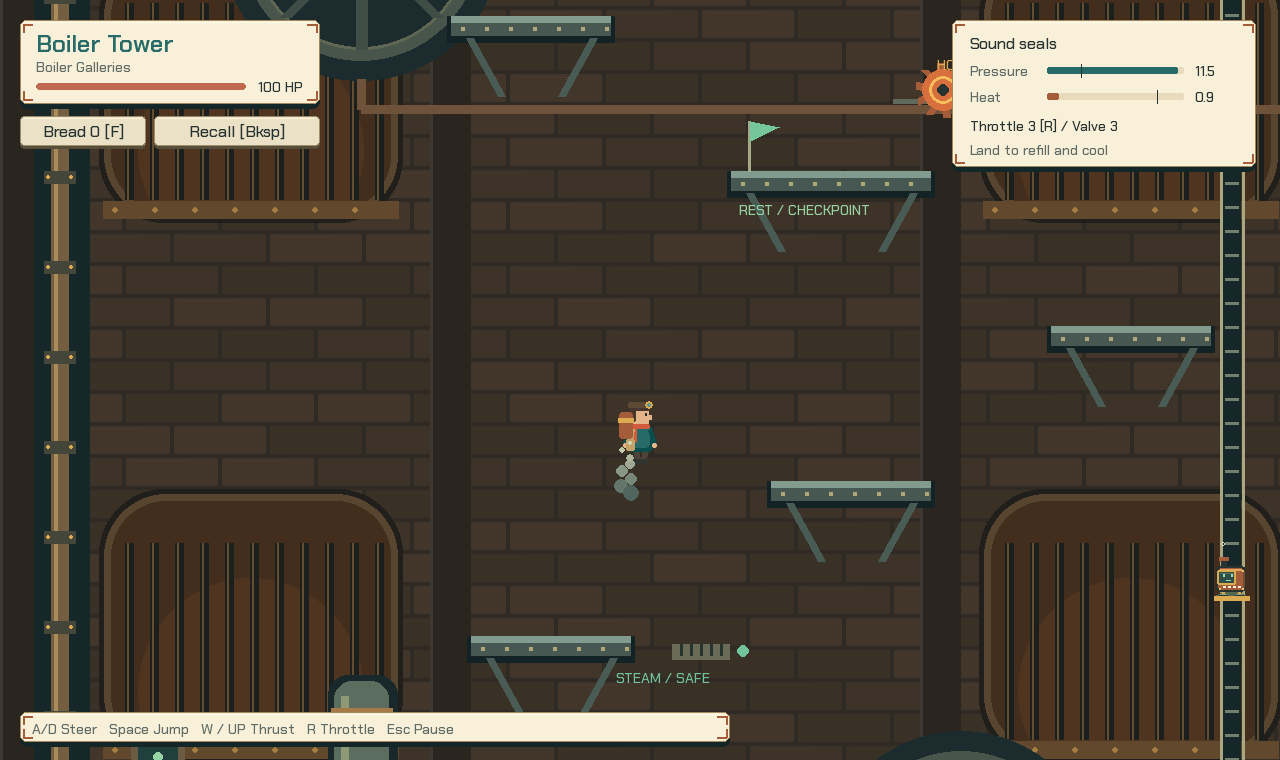 Boiler Tower
Boiler Galleries
100 HP
Bread 0 [F]
Recall [Bksp]
HO
Sound seals
Pressure 11.5
Heat 0.9
Throttle 3 [R] / Valve 3
Land to refill and cool
REST / CHECKPOINT
STEAM / SAFE
A/D Steer Space Jump W / UP Thrust R Throttle Esc Pause